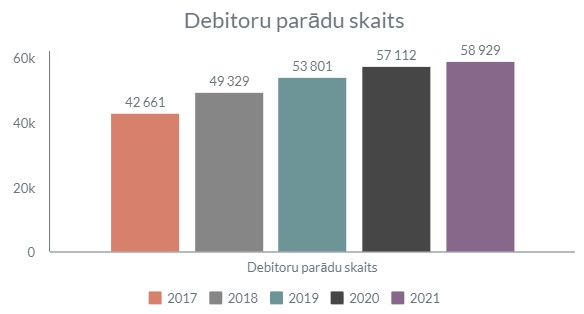 Debitoru parādu skaits
60k
40k
20k
0
42 661
49 329
53 801
57 112
58 929
Debitoru parādu skaits
2017 2018 2019 2020 2021